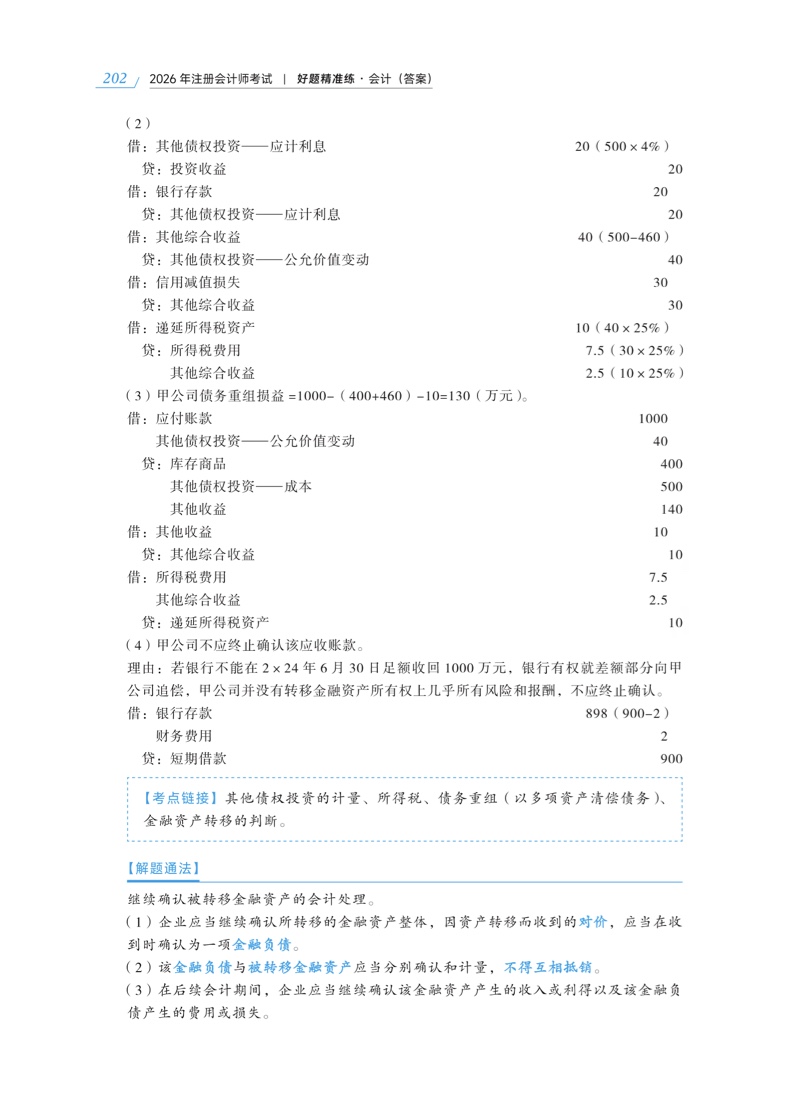 202 2026 年注册会计师考试 | 好题精准练·会计（答案）
（2）
借：其他债权投资——应计利息 20（500×4%）
贷：投资收益 20
借：银行存款 20
贷：其他债权投资——应计利息 20
借：其他综合收益 40（500-460）
贷：其他债权投资——公允价值变动 40
借：信用减值损失 30
贷：其他综合收益 30
借：递延所得税资产 10（40×25%）
贷：所得税费用 7.5（30×25%）
其他综合收益 2.5（10×25%）
（3）甲公司债务重组损益=1000-（400+460）-10=130（万元）。
借：应付账款 1000
其他债权投资——公允价值变动 40
贷：库存商品 400
其他债权投资——成本 500
其他收益 140
借：其他收益 10
贷：其他综合收益 10
借：所得税费用 7.5
其他综合收益 2.5
贷：递延所得税资产 10
（4）甲公司不应终止确认该应收账款。
理由：若银行不能在 2×24 年 6 月 30 日足额收回 1000 万元，银行有权就差额部分向甲
公司追偿，甲公司并没有转移金融资产所有权上几乎所有风险和报酬，不应终止确认。
借：银行存款 898（900-2）
财务费用 2
贷：短期借款 900
【考点链接】其他债权投资的计量、所得税、债务重组（以多项资产清偿债务）、
金融资产转移的判断。
【解题通法】
继续确认被转移金融资产的会计处理。
（1）企业应当继续确认所转移的金融资产整体，因资产转移而收到的对价，应当在收
到时确认为一项金融负债。
（2）该金融负债与被转移金融资产应当分别确认和计量，不得互相抵销。
（3）在后续会计期间，企业应当继续确认该金融资产产生的收入或利得以及该金融负
债产生的费用或损失。